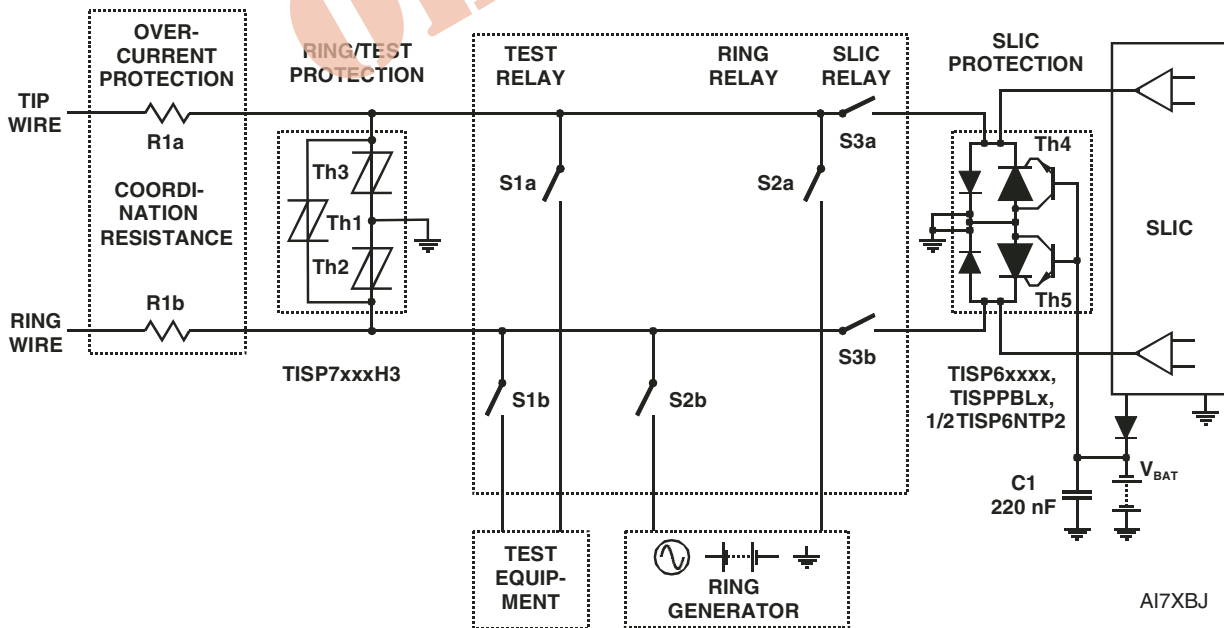 OVER-
CURRENT
PROTECTION
RING/TEST
PROTECTION
TEST
RELAY
RING
RELAY
SLIC
RELAY
SLIC
PROTECTION
TIP
WIRE
R1a
S3a
Th4
Th3
S1a
S2a
COORDI-
NATION
RESISTANCE
Th1
SLIC
Th2
Th5
R1b
RING
WIRE
S3b
TISP7xxxH3
S1b
S2b
TISP6xxxx,
TISPPBLx,
1/2 TISP6NTP2
C1
220 nF
VBAT
TEST
EQUIP-
MENT
RING
GENERATOR
AI7XBJ